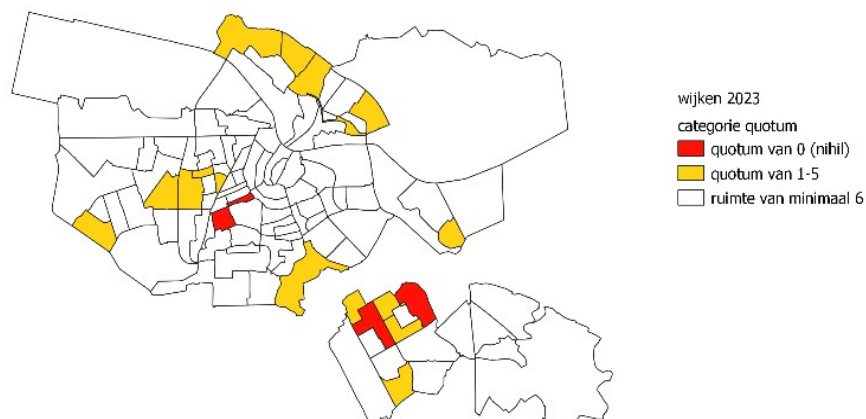 wijken 2023
categorie quotum
quotum van 0 (nihil)
quotum van 1-5
ruimte van minimaal 6